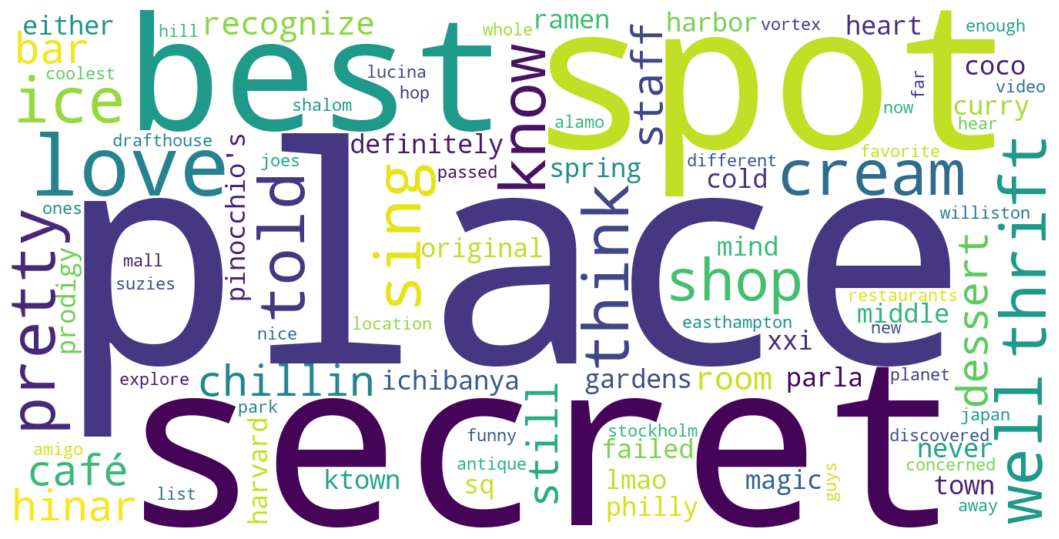 either
hill
recognize
whole
ramen
harbor
vortex
heart
enough
bar
coolest
best
lucina
spot
coco
video
ice
shalom
hop
know
staff
alamo
far
now
curry
hear
drafthouse
joes
definitely
passed
spring
different
favorite
love
told
sing
cold
cream
well thrift
ones
pinocchio's
original
think
mind
williston
pretty
prodigy
mall
suzies
place
shop
dessert
restaurants
middle
nice
location
easthampton
xxi
new
explore
chillin
ichibanya
gardens
room
parla
planet
park
secret
still
stockholm
japan
amigo
café
harvard
funny
failed
discovered
never
ktown
antique
sq
lmao
magic
guys
concerned
town
hinar
list
philly
away